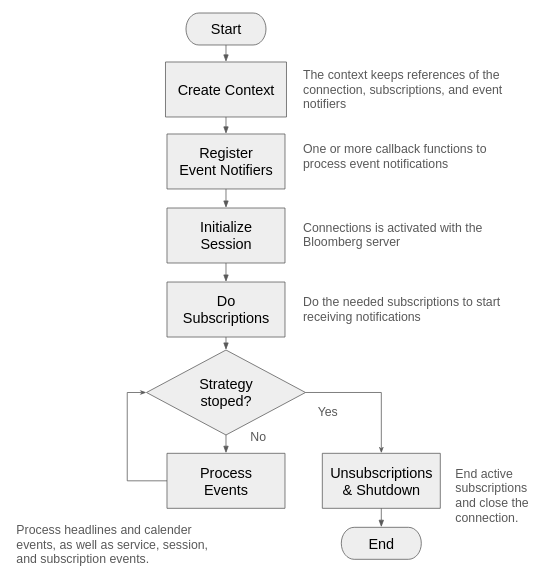 Start
Create Context
The context keeps references of the
connection, subscriptions, and event
notifiers
Register
Event Notifiers
One or more callback functions to
process event notifications
Initialize
Session
Connections is activated with the
Bloomberg server
Do
Subscriptions
Do the needed subscriptions to start
receiving notifications
Strategy
stoped?
Yes
No
Process
Events
Unsubscriptions
& Shutdown
End active
subscriptions
and close the
connection.
Process headlines and calender
events, as well as service, session,
and subscription events.
End